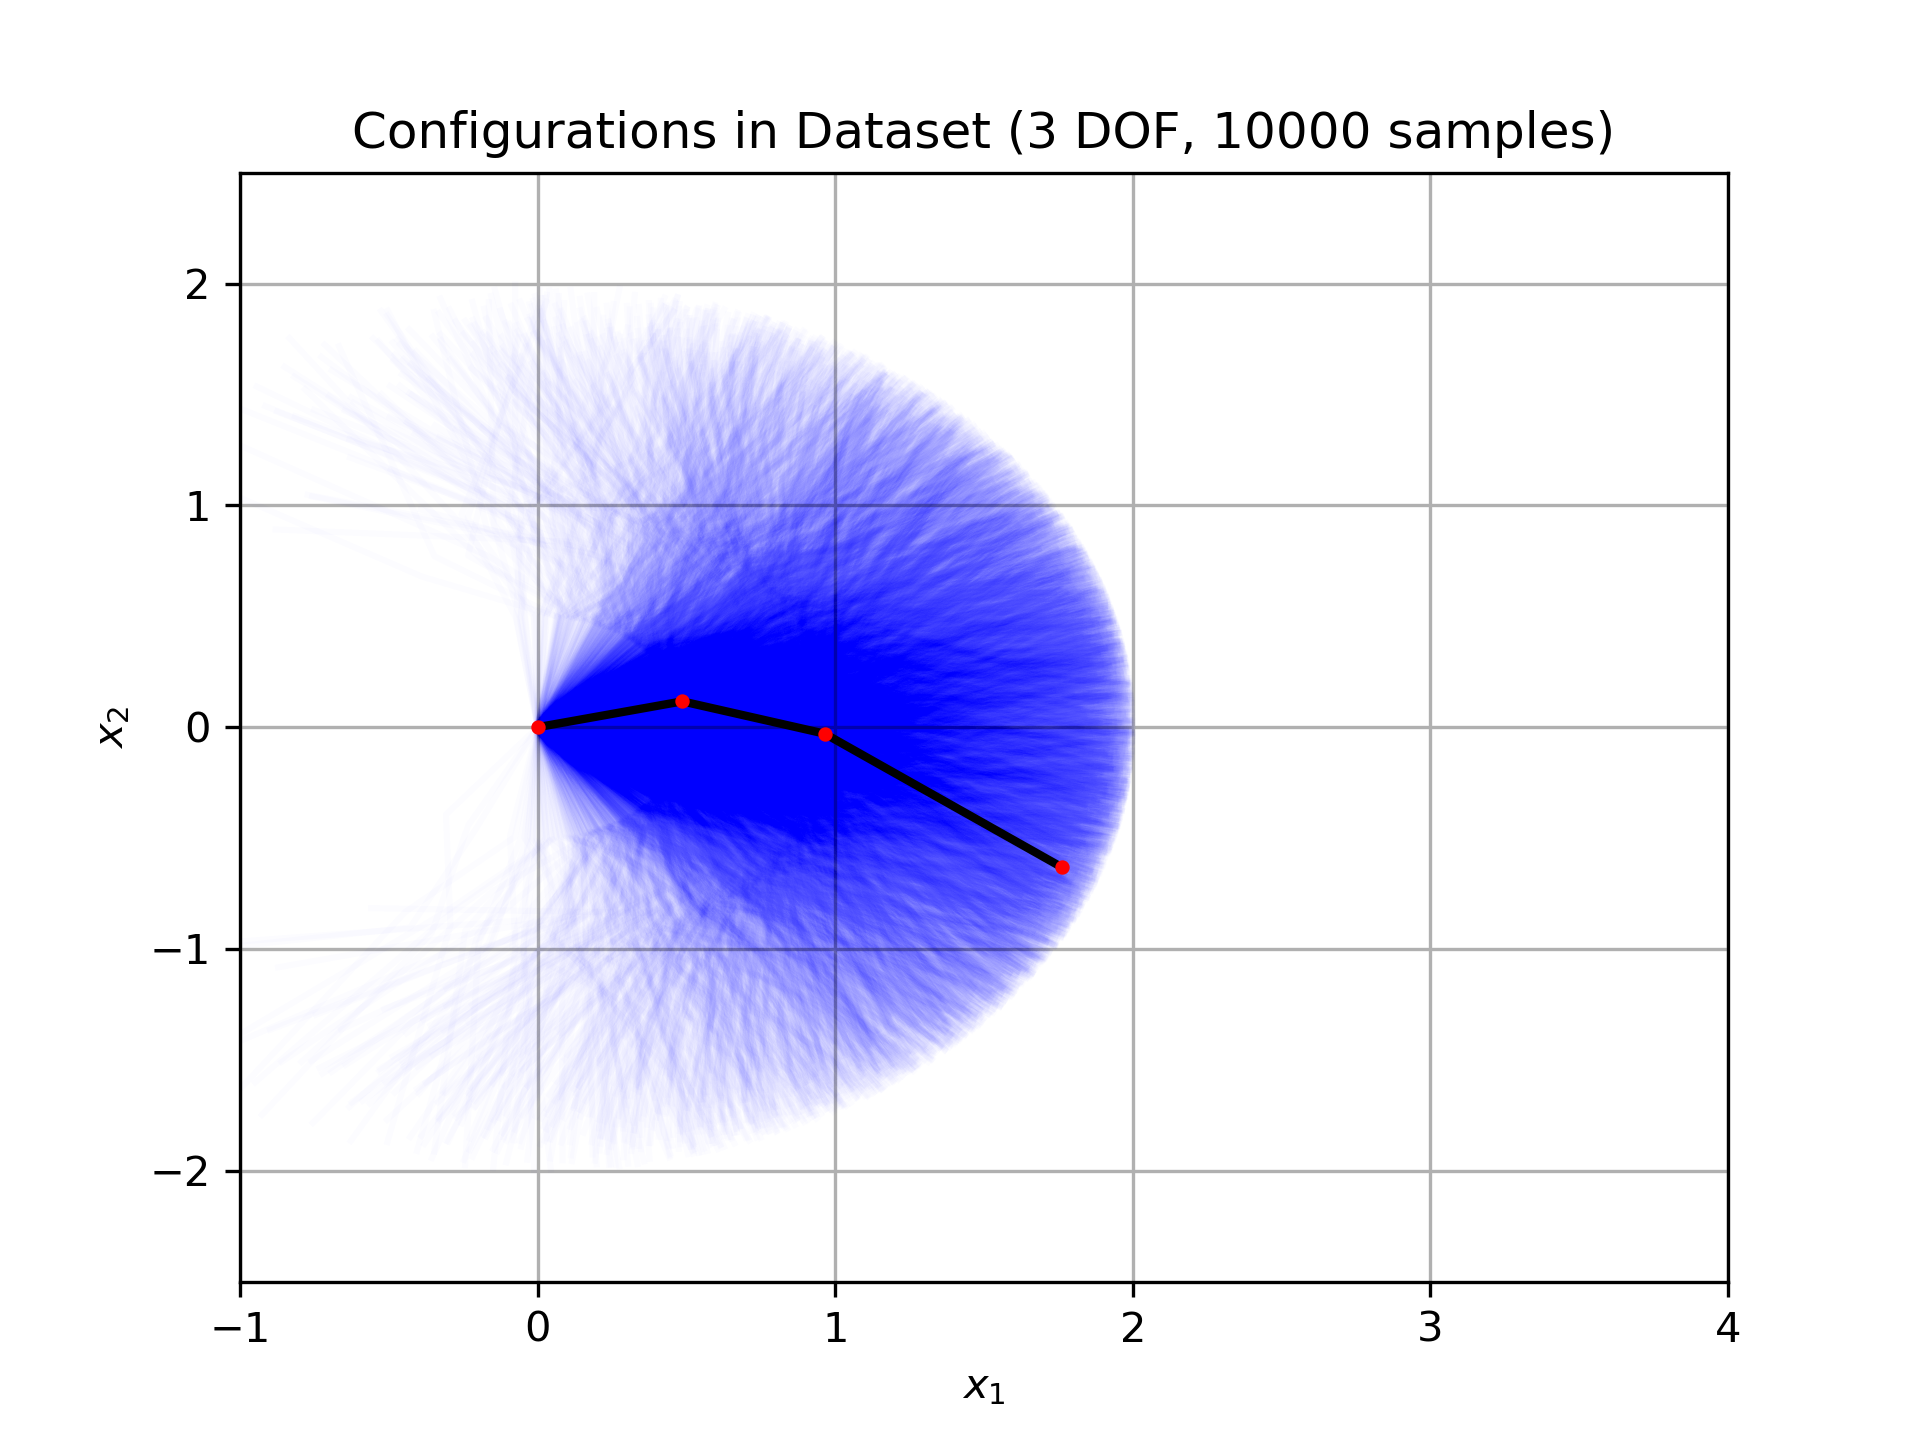 Configurations in Dataset (3 DOF, 10000 samples)
2
1
0
−1
−2
x₂
−1 0 1 2 3 4
x₁